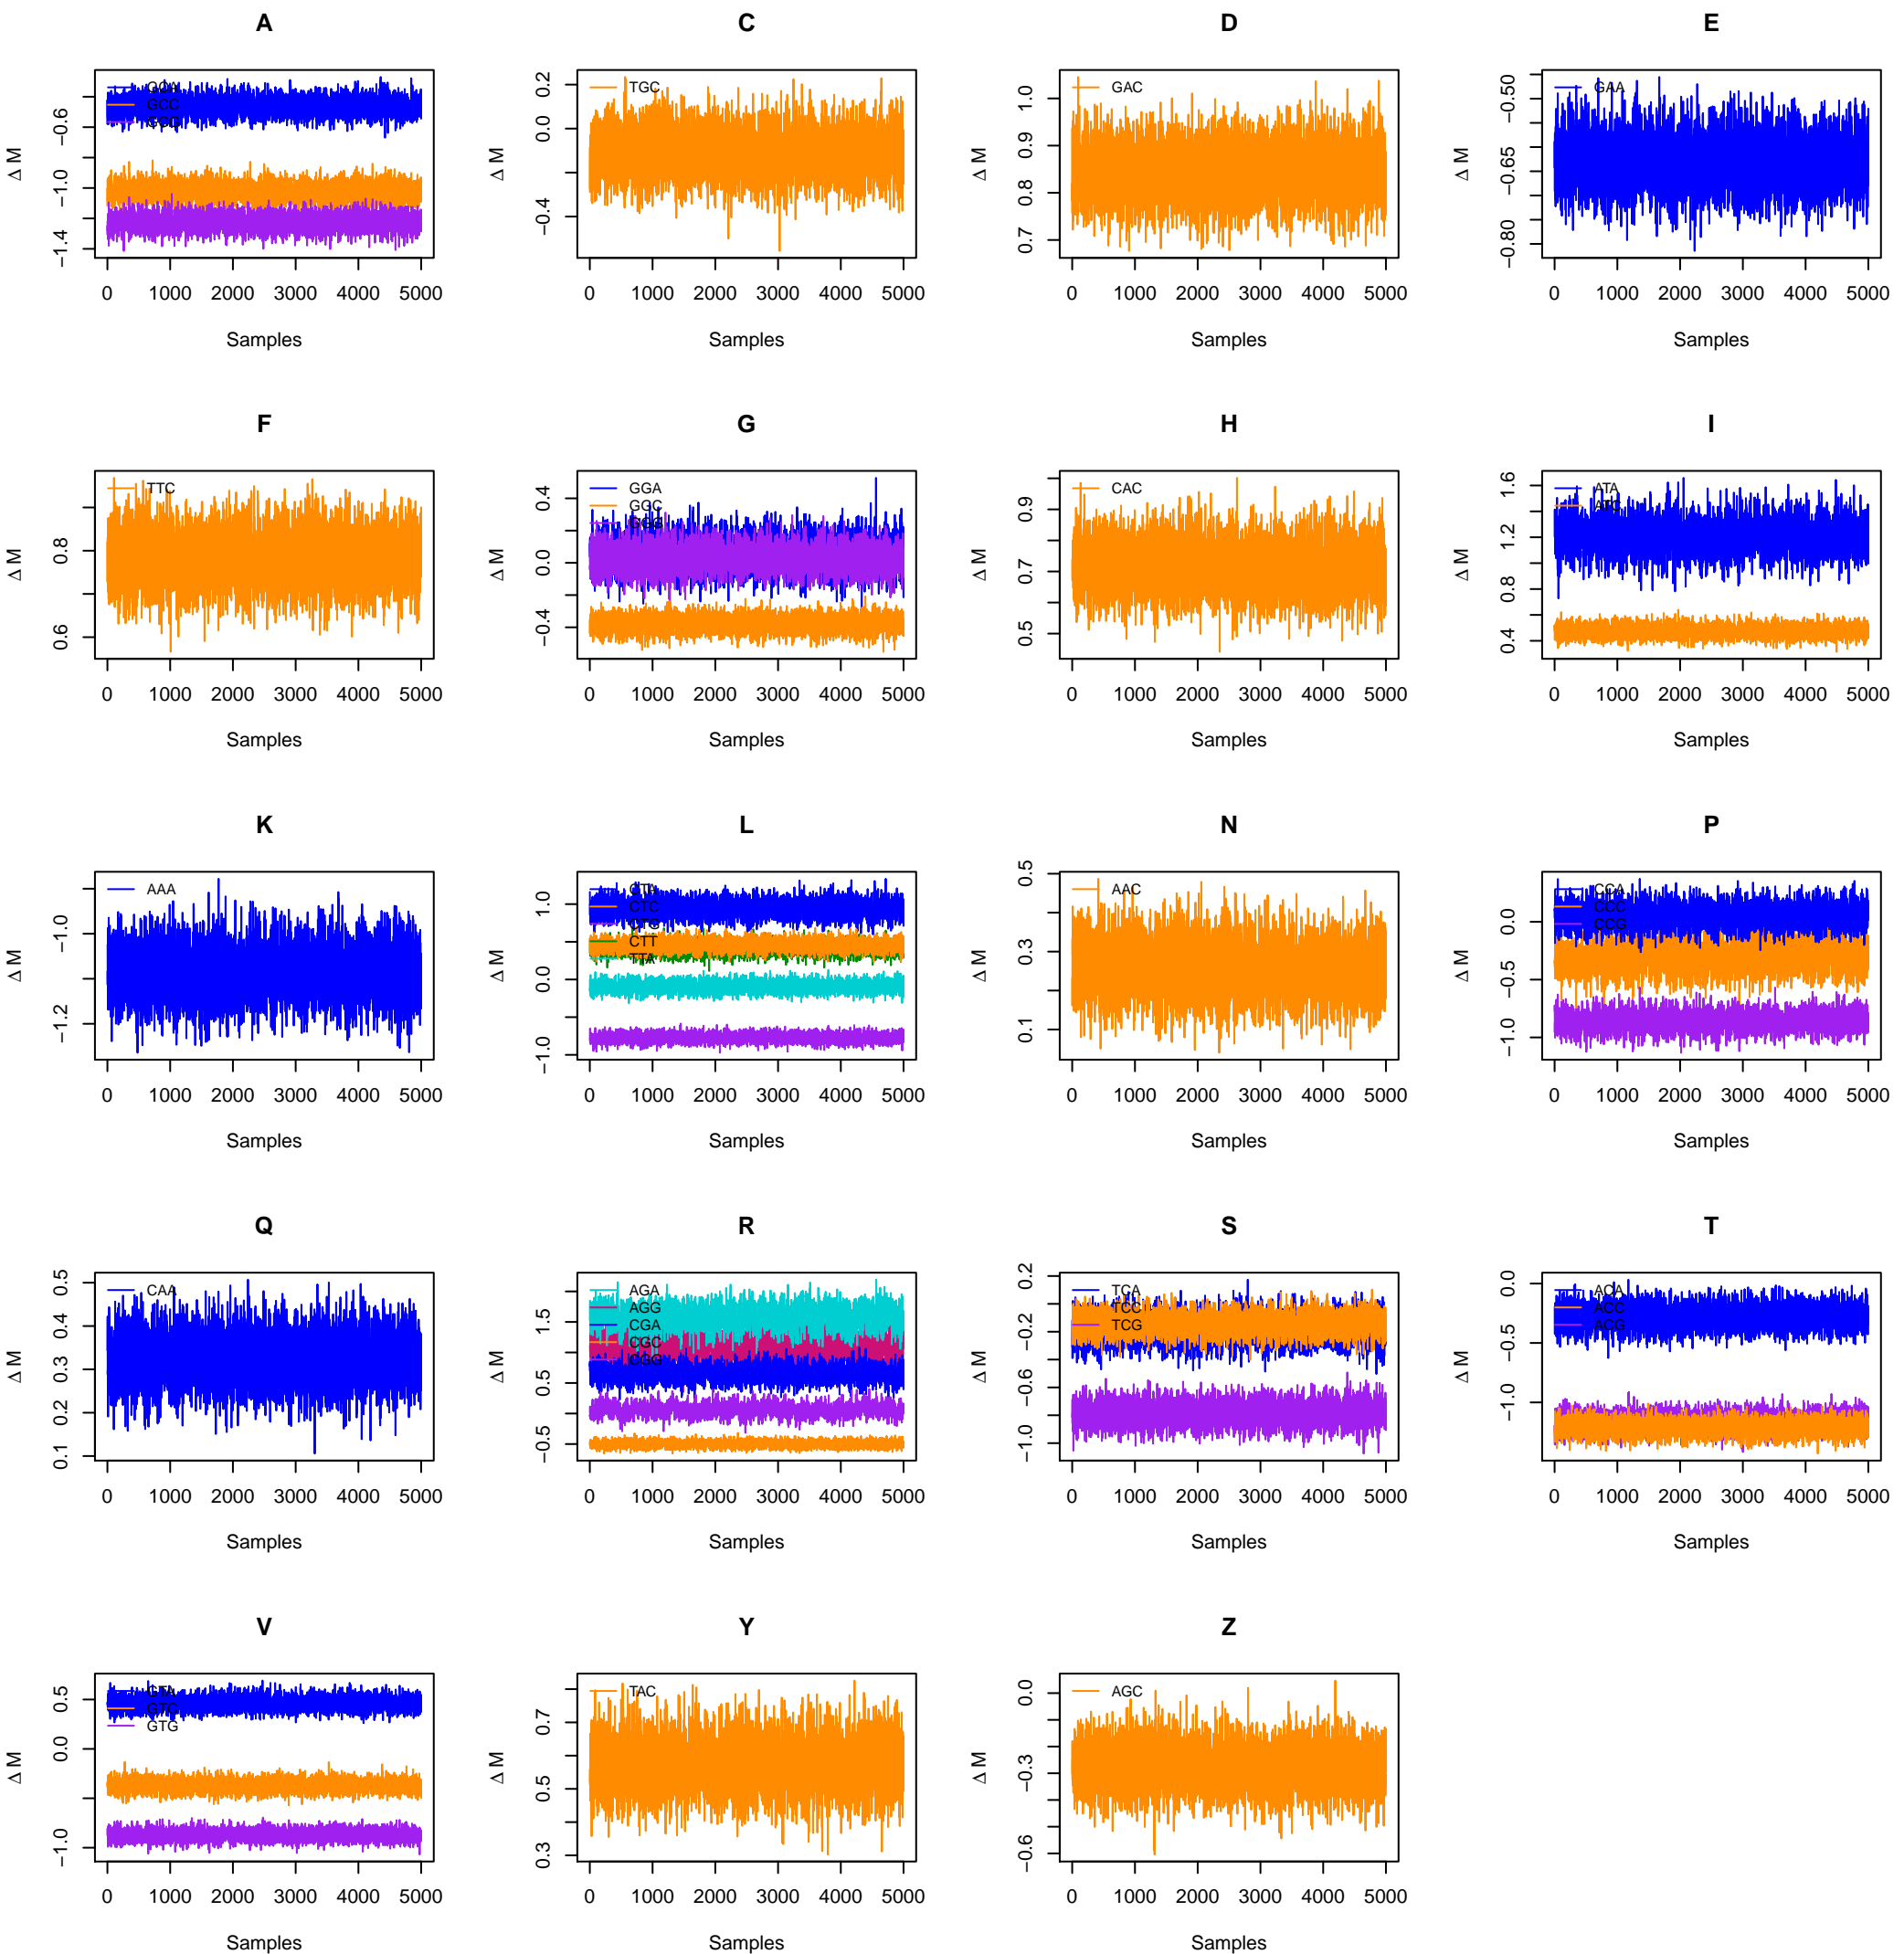 A
GCA
GCC
GCG
Δ M
−0.6
−1.0
−1.4
0 1000 2000 3000 4000 5000
Samples
C
TGC
Δ M
0.2
0.0
−0.4
0 1000 2000 3000 4000 5000
Samples
D
GAC
Δ M
1.0
0.9
0.8
0.7
0 1000 2000 3000 4000 5000
Samples
E
GAA
Δ M
−0.50
−0.65
−0.80
0 1000 2000 3000 4000 5000
Samples
F
TTC
Δ M
0.8
0.6
0 1000 2000 3000 4000 5000
Samples
G
GGA
GGC
GGG
Δ M
0.4
0.0
−0.4
0 1000 2000 3000 4000 5000
Samples
H
CAC
Δ M
0.9
0.7
0.5
0 1000 2000 3000 4000 5000
Samples
I
ATA
ATC
Δ M
1.6
1.2
0.8
0.4
0 1000 2000 3000 4000 5000
Samples
K
AAA
Δ M
−1.0
−1.2
0 1000 2000 3000 4000 5000
Samples
L
CTA
CTC
CTG
CTT
TTA
Δ M
1.0
0.0
−1.0
0 1000 2000 3000 4000 5000
Samples
N
AAC
Δ M
0.5
0.3
0.1
0 1000 2000 3000 4000 5000
Samples
P
CCA
CCC
CCG
Δ M
0.0
−0.5
−1.0
0 1000 2000 3000 4000 5000
Samples
Q
CAA
Δ M
0.5
0.4
0.3
0.2
0.1
0 1000 2000 3000 4000 5000
Samples
R
AGA
AGG
CGA
CGC
CGG
Δ M
1.5
0.5
−0.5
0 1000 2000 3000 4000 5000
Samples
S
TCA
TCC
TCG
Δ M
0.2
−0.2
−0.6
−1.0
0 1000 2000 3000 4000 5000
Samples
T
ACA
ACC
ACG
Δ M
0.0
−0.5
−1.0
0 1000 2000 3000 4000 5000
Samples
V
GTA
GTC
GTG
Δ M
0.5
0.0
−1.0
0 1000 2000 3000 4000 5000
Samples
Y
TAC
Δ M
0.7
0.5
0.3
0 1000 2000 3000 4000 5000
Samples
Z
AGC
Δ M
0.0
−0.3
−0.6
0 1000 2000 3000 4000 5000
Samples